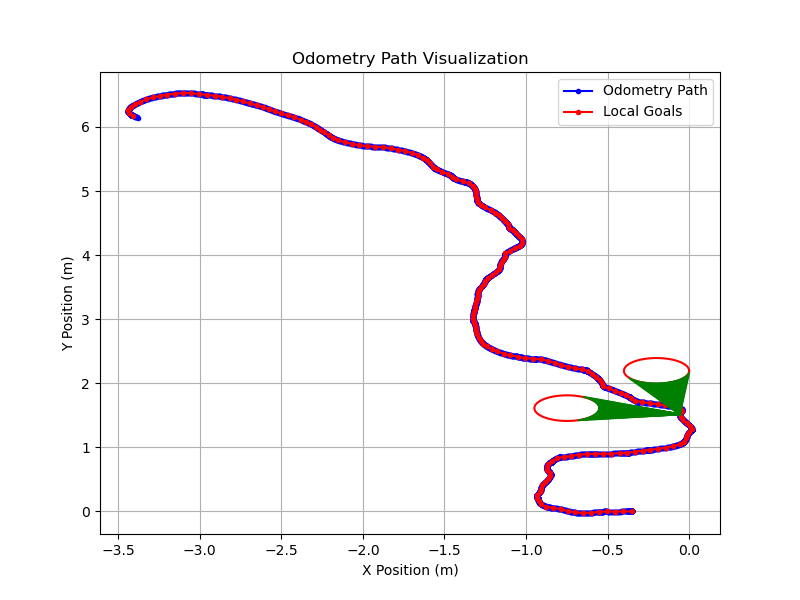 Odometry Path Visualization
Odometry Path
Local Goals
Y Position (m)
6
5
4
3
2
1
0
−3.5 −3.0 −2.5 −2.0 −1.5 −1.0 −0.5 0.0
X Position (m)